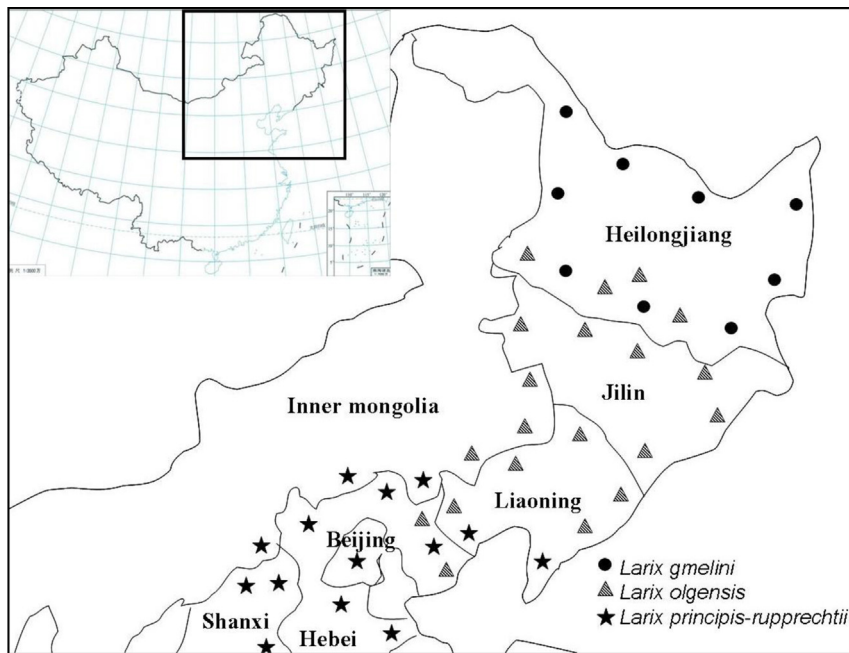 Heilongjiang
Jilin
Inner mongolia
Liaoning
Beijing
Shanxi
Hebei
Larix gmelini
Larix olgensis
Larix principis-rupprechtii